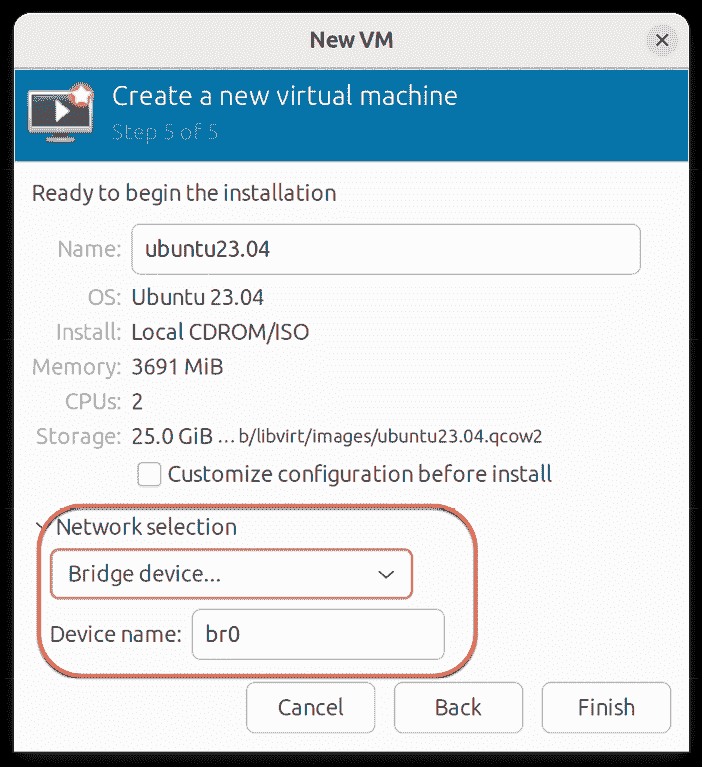 New VM
Create a new virtual machine
Step 5 of 5
Ready to begin the installation
Name: ubuntu23.04
OS: Ubuntu 23.04
Install: Local CDROM/ISO
Memory: 3691 MiB
CPUs: 2
Storage: 25.0 GiB ...b/libvirt/images/ubuntu23.04.qcow2
Customize configuration before install
Network selection
Bridge device...
Device name: br0
Cancel Back Finish